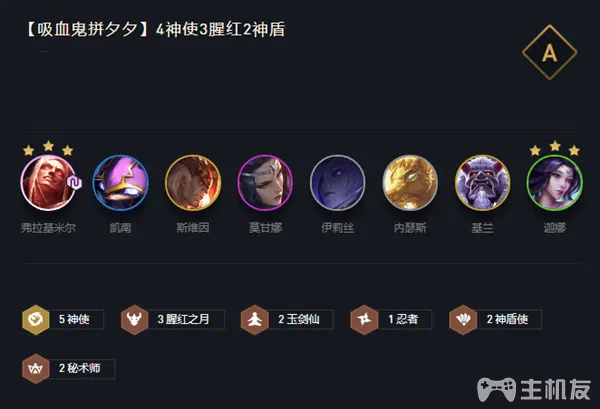 【吸血鬼拼夕夕】4神使3腥红2神盾
A
弗拉基米尔 凯南 斯维因 莫甘娜 伊莉丝 内瑟斯 基兰 迦娜
5 神使 3 腥红之月 2 玉剑仙 1 忍者 2 神盾使
2 秘术师
主机友